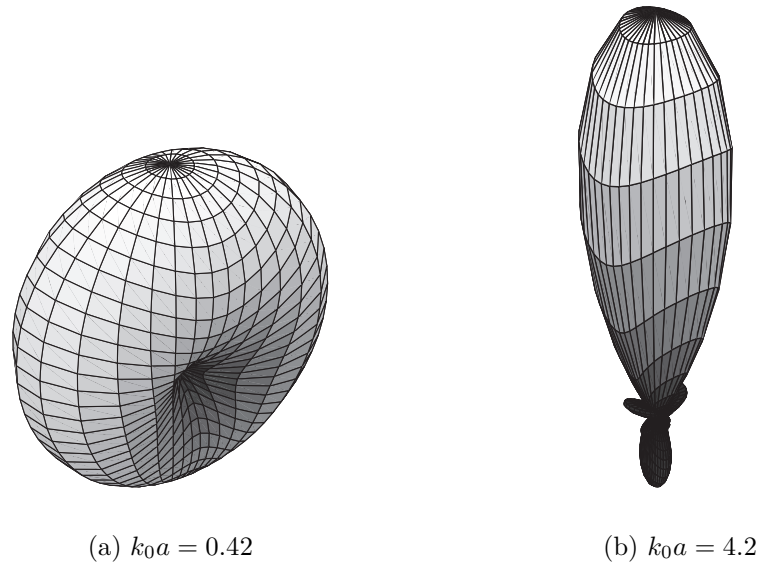 (a) k₀a = 0.42
(b) k₀a = 4.2